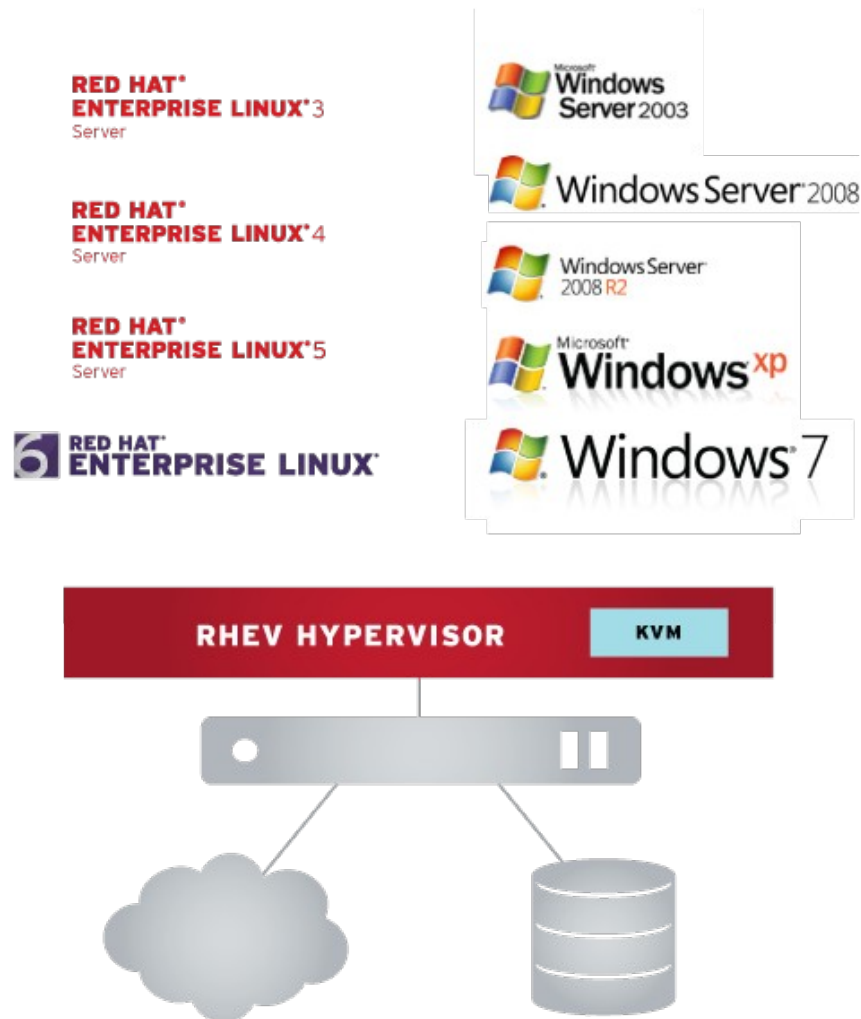 RED HAT®
ENTERPRISE LINUX® 3
Server
RED HAT®
ENTERPRISE LINUX® 4
Server
RED HAT®
ENTERPRISE LINUX® 5
Server
6 RED HAT®
ENTERPRISE LINUX®
Microsoft®
Windows
Server 2003
Windows Server® 2008
Windows Server®
2008 R2
Microsoft®
Windows® xp
Windows® 7
RHEV HYPERVISOR
KVM